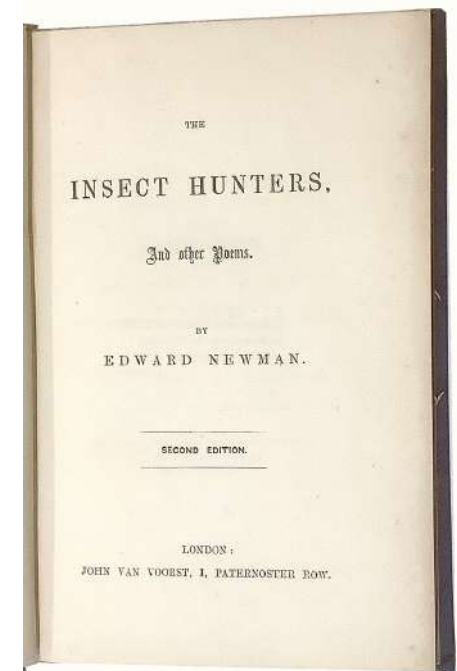 THE
INSECT HUNTERS,
And other Poems.
BY
EDWARD NEWMAN.
SECOND EDITION.
LONDON:
JOHN VAN VOORST, 1, PATERNOSTER ROW.